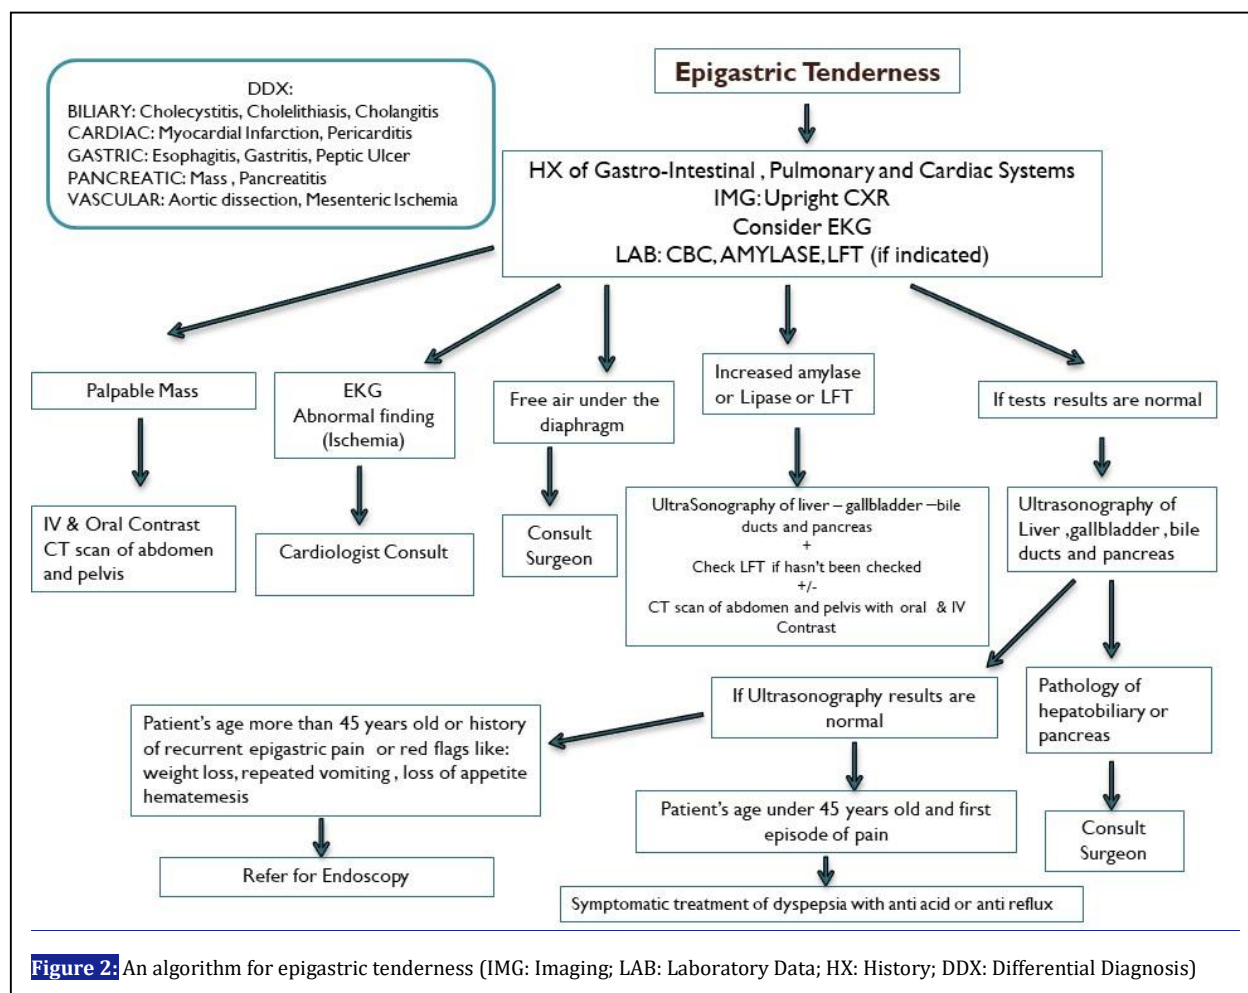 Epigastric Tenderness
DDX:
BILIARY: Cholecystitis, Cholelithiasis, Cholangitis
CARDIAC: Myocardial Infarction, Pericarditis
GASTRIC: Esophagitis, Gastritis, Peptic Ulcer
PANCREATIC: Mass , Pancreatitis
VASCULAR: Aortic dissection, Mesenteric Ischemia
HX of Gastro-Intestinal , Pulmonary and Cardiac Systems
IMG: Upright CXR
Consider EKG
LAB: CBC, AMYLASE, LFT (if indicated)
Palpable Mass
EKG
Abnormal finding
(Ischemia)
Free air under the
diaphragm
Increased amylase
or Lipase or LFT
If tests results are normal
IV & Oral Contrast
CT scan of abdomen
and pelvis
Cardiologist Consult
Consult
Surgeon
UltraSonography of liver – gallbladder –bile
ducts and pancreas
+
Check LFT if hasn't been checked
+/-
CT scan of abdomen and pelvis with oral & IV
Contrast
Ultrasonography of
Liver ,gallbladder ,bile
ducts and pancreas
If Ultrasonography results are
normal
Pathology of
hepatobiliary or
pancreas
Patient's age more than 45 years old or history
of recurrent epigastric pain or red flags like:
weight loss, repeated vomiting , loss of appetite
hematemesis
Patient's age under 45 years old and first
episode of pain
Consult
Surgeon
Refer for Endoscopy
Symptomatic treatment of dyspepsia with anti acid or anti reflux
Figure 2: An algorithm for epigastric tenderness (IMG: Imaging; LAB: Laboratory Data; HX: History; DDX: Differential Diagnosis)